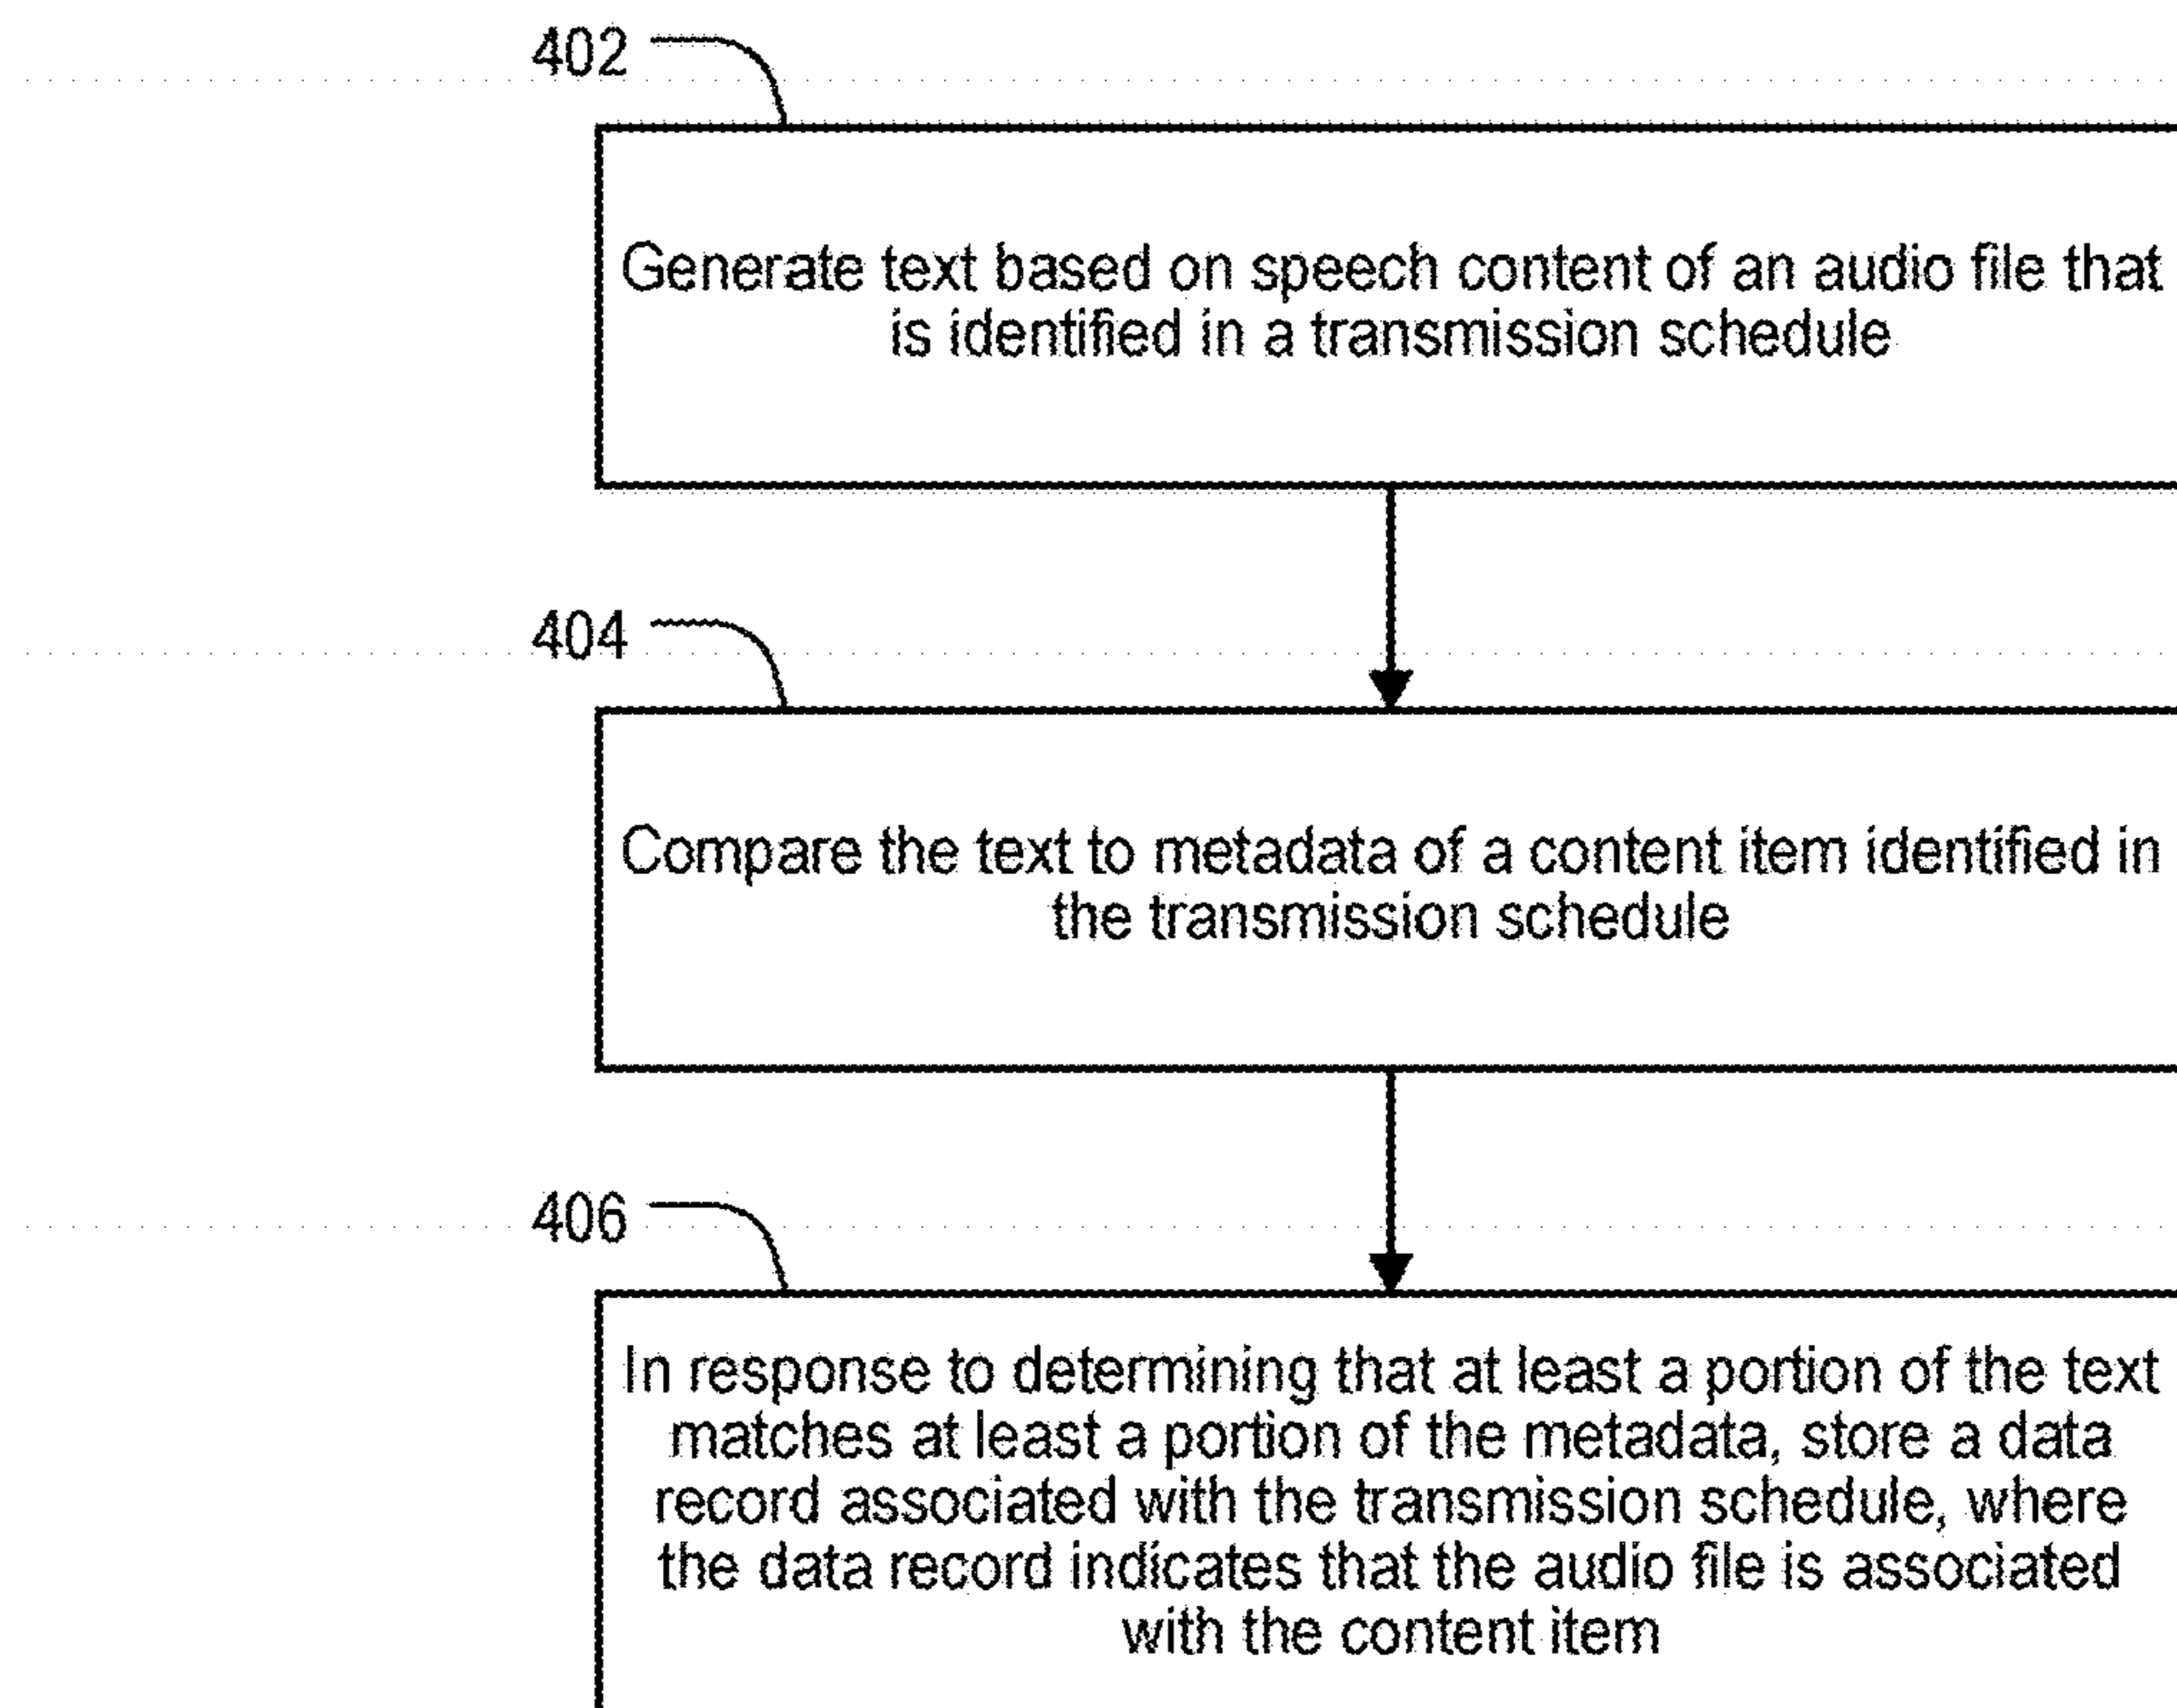 402
Generate text based on speech content of an audio file that
is identified in a transmission schedule
404
Compare the text to metadata of a content item identified in
the transmission schedule
406
In response to determining that at least a portion of the text
matches at least a portion of the metadata, store a data
record associated with the transmission schedule, where
the data record indicates that the audio file is associated
with the content item